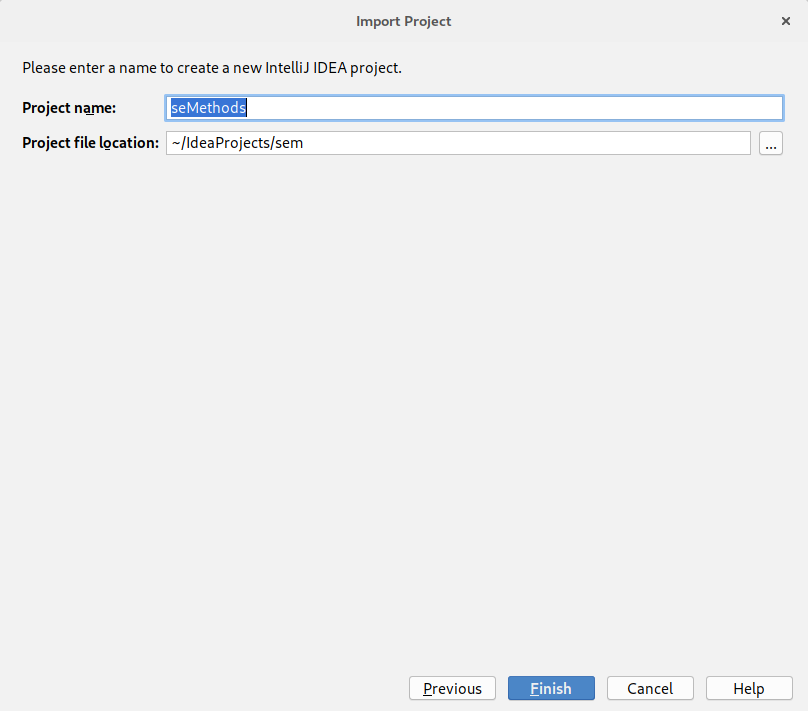 Import Project
Please enter a name to create a new IntelliJ IDEA project.
Project name: seMethods
Project file location: ~/IdeaProjects/sem ...
Previous Finish Cancel Help